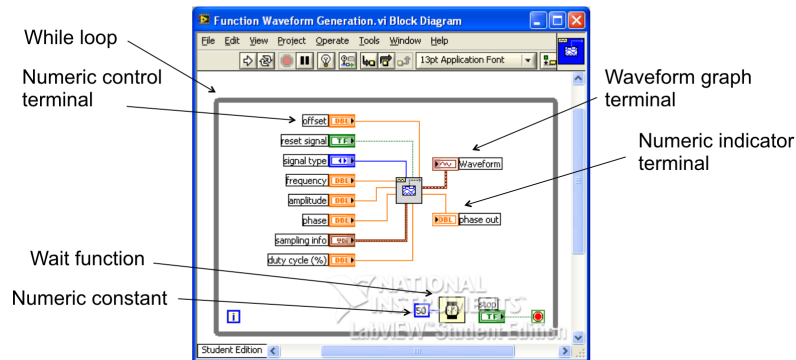 Function Waveform Generation.vi Block Diagram
File Edit View Project Operate Tools Window Help
13pt Application Font
While loop
Numeric control
terminal
Waveform graph
terminal
Numeric indicator
terminal
Wait function
Numeric constant
offset DBL
reset signal TF
signal type
frequency DBL
amplitude DBL
phase DBL
sampling info
duty cycle (%) DBL
Waveform
DBL phase out
NATIONAL
INSTRUMENTS
LabVIEW Student Edition
50
stop
TF
i
Student Edition